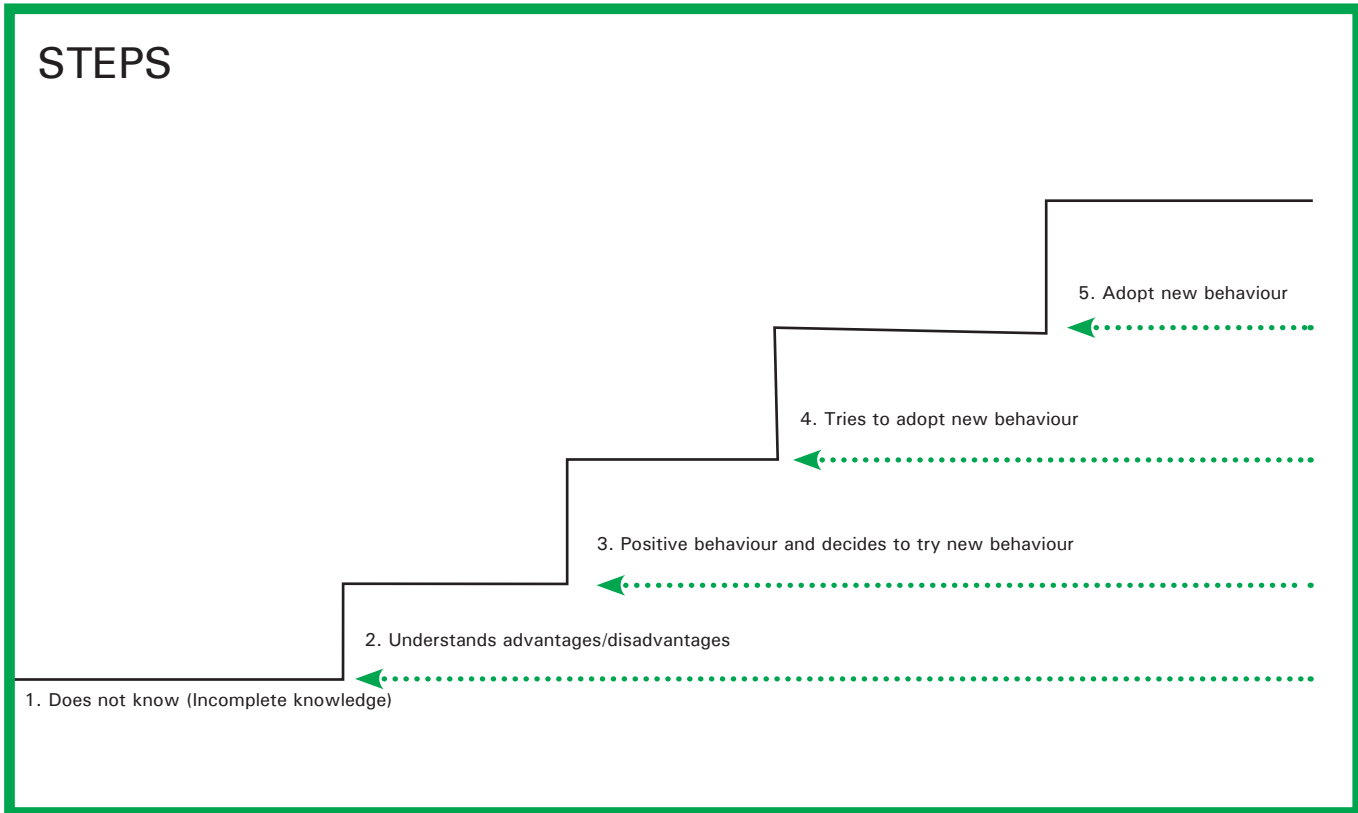 STEPS
5. Adopt new behaviour
4. Tries to adopt new behaviour
3. Positive behaviour and decides to try new behaviour
2. Understands advantages/disadvantages
1. Does not know (Incomplete knowledge)